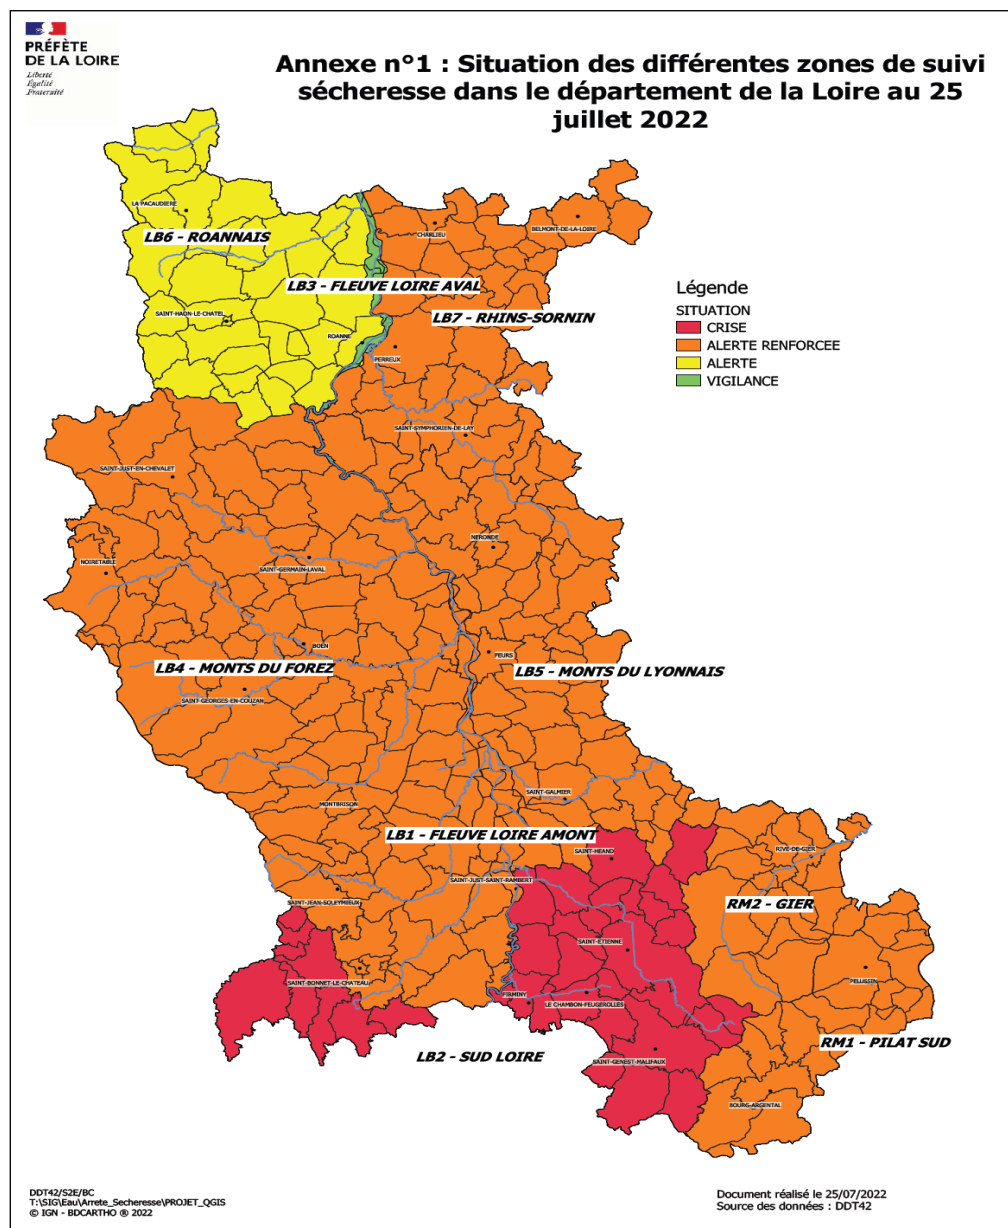 PRÉFÈTE
DE LA LOIRE
Liberté
Égalité
Fraternité
Annexe n°1 : Situation des différentes zones de suivi
sécheresse dans le département de la Loire au 25
juillet 2022
LA PACAUDIERE
LB6 - ROANNAIS
CHARLIEU
BELMONT-DE-LA-LOIRE
LB3 - FLEUVE LOIRE AVAL
SAINT-HAON-LE-CHATEL
LB7 - RHINS-SORNIN
ROANNE
PERREUX
Légende
SITUATION
CRISE
ALERTE RENFORCEE
ALERTE
VIGILANCE
SAINT-SYMPHORIEN-DE-LAY
SAINT-JUST-EN-CHEVALET
NERONDE
NOIRETABLE
SAINT-GERMAIN-LAVAL
BOEN
FEURS
LB4 - MONTS DU FOREZ
LB5 - MONTS DU LYONNAIS
SAINT-GEORGES-EN-COUZAN
SAINT-GALMIER
MONTBRISON
LB1 - FLEUVE LOIRE AMONT
SAINT-HEAND
RIVE-DE-GIER
SAINT-JUST-SAINT-RAMBERT
SAINT-JEAN-SOLEYMIEUX
RM2 - GIER
SAINT-ETIENNE
SAINT-BONNET-LE-CHATEAU
PELUSSIN
FIRMINY
LE CHAMBON-FEUGEROLLES
RM1 - PILAT SUD
LB2 - SUD LOIRE
SAINT-GENEST-MALIFAUX
BOURG-ARGENTAL
DDT42/S2E/BC
T:\SIG\Eau\Arrete_Secheresse\PROJET_QGIS
© IGN - BDCARTHO ® 2022
Document réalisé le 25/07/2022
Source des données : DDT42